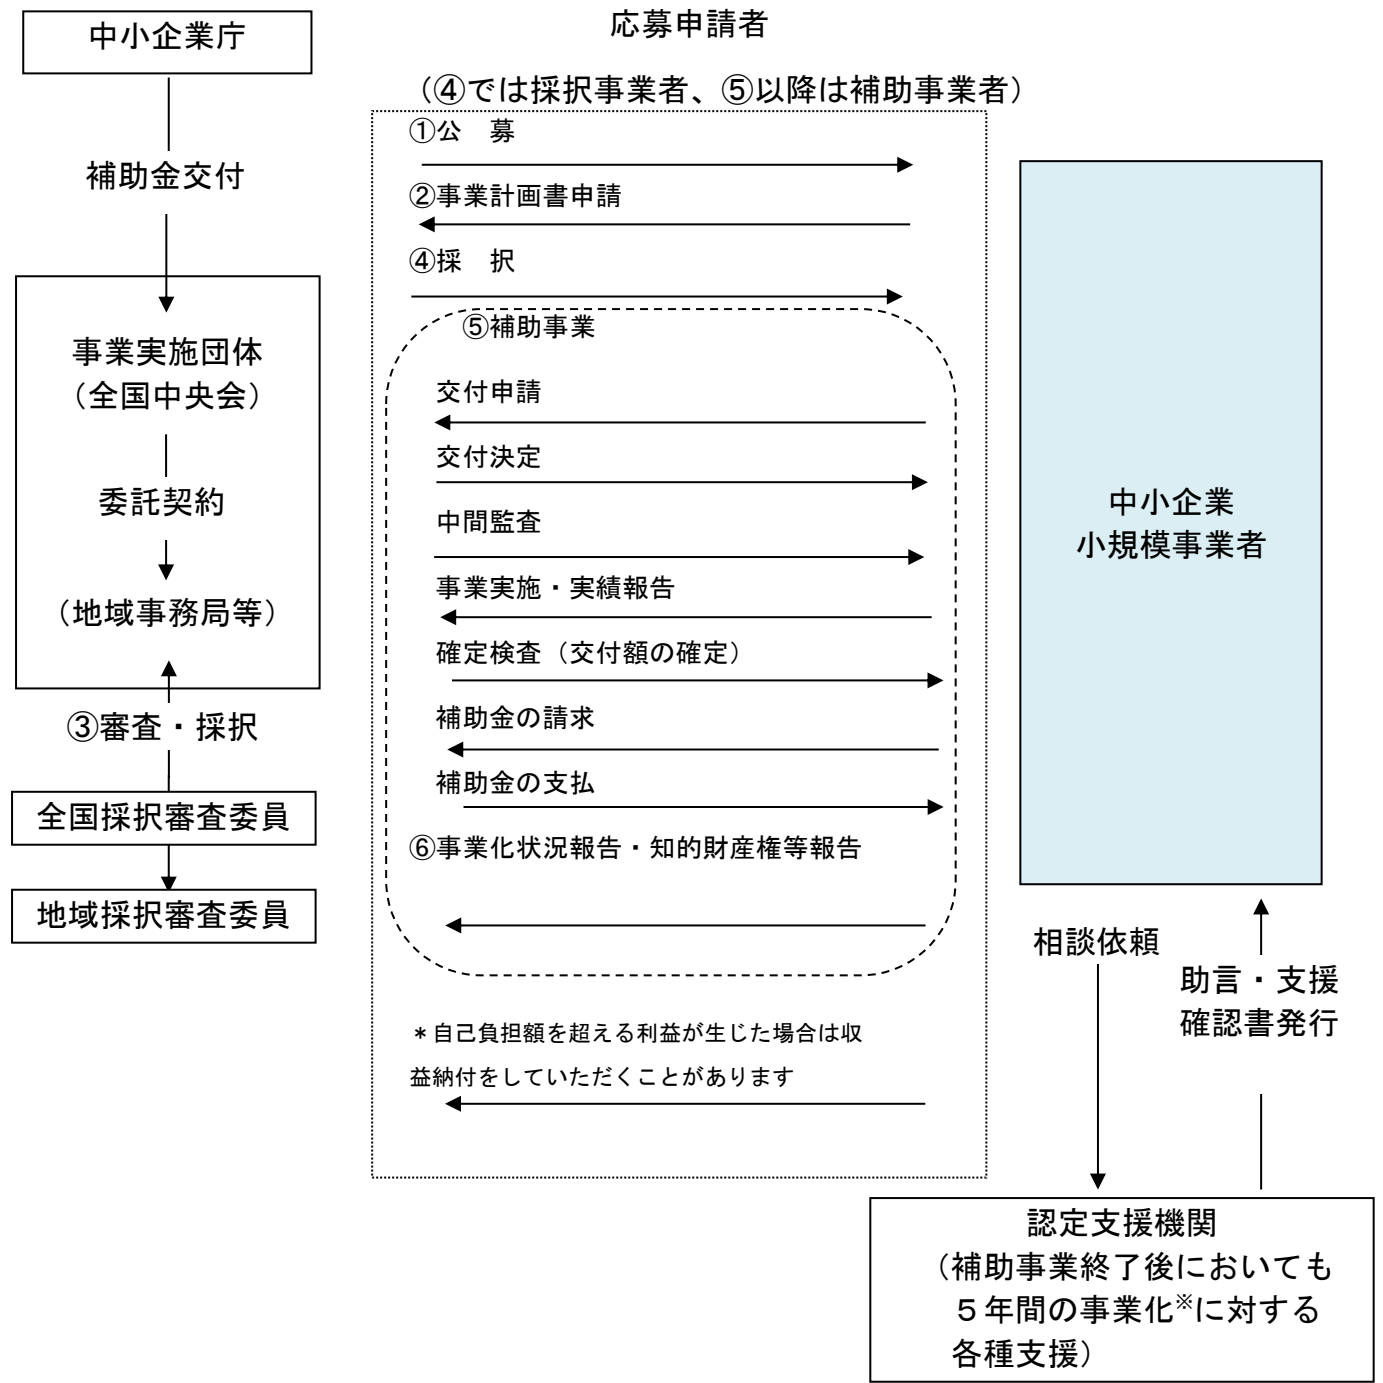 中小企業庁
補助金交付
事業実施団体
（全国中央会）
委託契約
（地域事務局等）
③審査・採択
全国採択審査委員
地域採択審査委員
応募申請者
（④では採択事業者、⑤以降は補助事業者）
①公　募
②事業計画書申請
④採　択
⑤補助事業
交付申請
交付決定
中間監査
事業実施・実績報告
確定検査（交付額の確定）
補助金の請求
補助金の支払
⑥事業化状況報告・知的財産権等報告
＊自己負担額を超える利益が生じた場合は収
益納付をしていただくことがあります
中小企業
小規模事業者
相談依頼
助言・支援
確認書発行
認定支援機関
（補助事業終了後においても
５年間の事業化※に対する
各種支援）